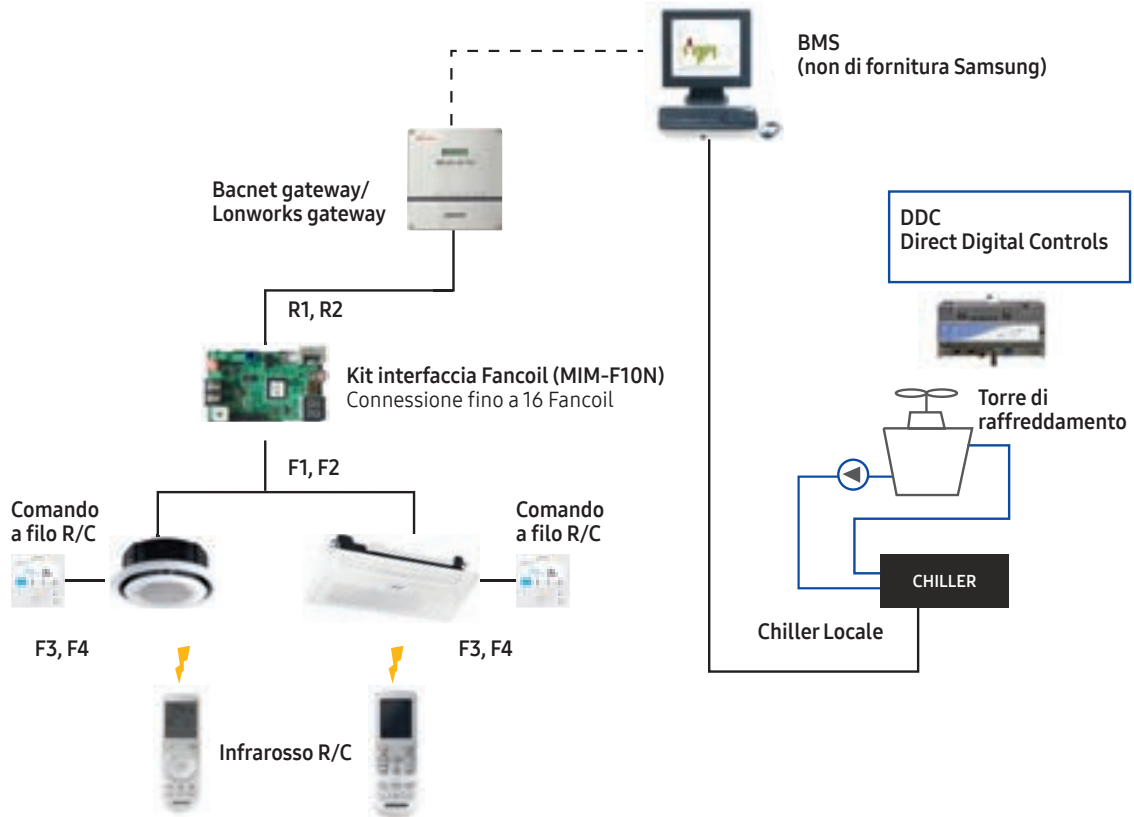 BMS
(non di fornitura Samsung)
Bacnet gateway/
Lonworks gateway
DDC
Direct Digital Controls
R1, R2
Kit interfaccia Fancoil (MIM-F10N)
Connessione fino a 16 Fancoil
Torre di
raffreddamento
F1, F2
Comando
a filo R/C
Comando
a filo R/C
CHILLER
Chiller Locale
F3, F4
F3, F4
Infrarosso R/C